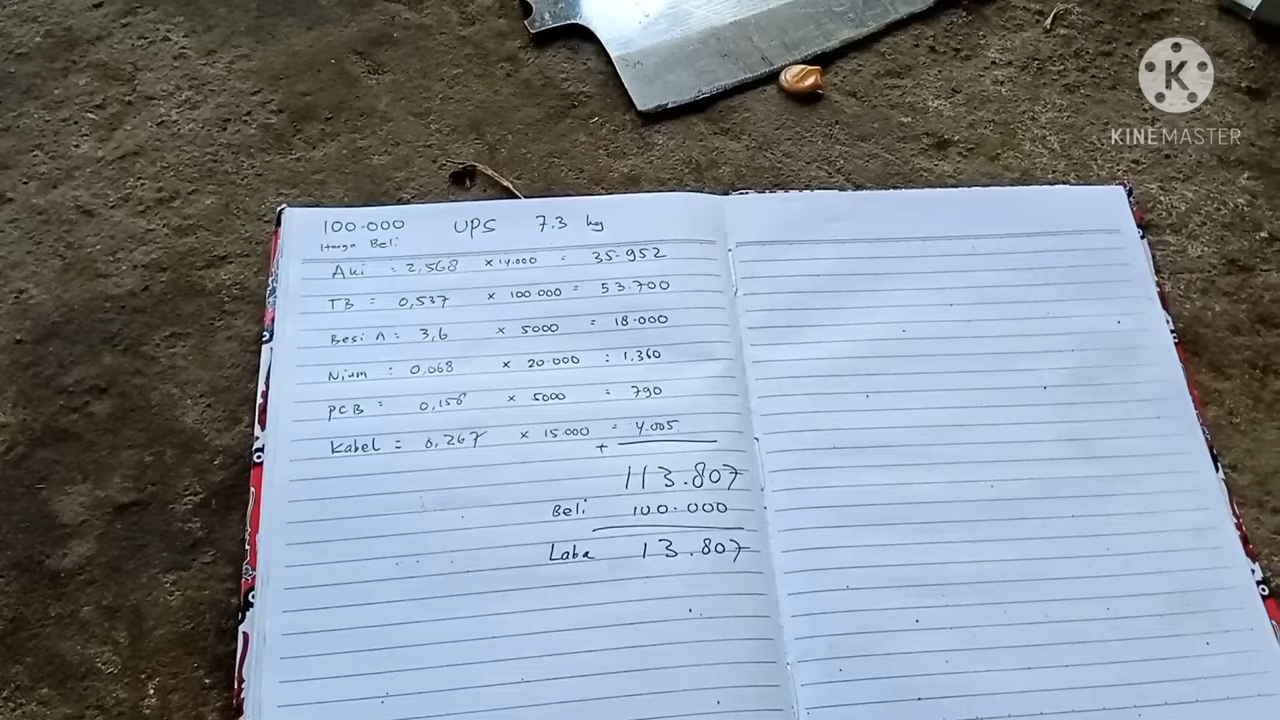 KINEMASTER
100.000 UPS 7.3 kg
Harga Beli
Aki : 2,568 × 14.000 = 35.952
TB = 0,537 × 100.000 = 53.700
Besi A = 3,6 × 5000 = 18.000
Nium : 0,068 × 20.000 : 1.360
PCB = 0,158 × 5000 = 790
Kabel = 0,267 × 15.000 = 4.005
+
113.807
Beli 100.000
Laba 13.807